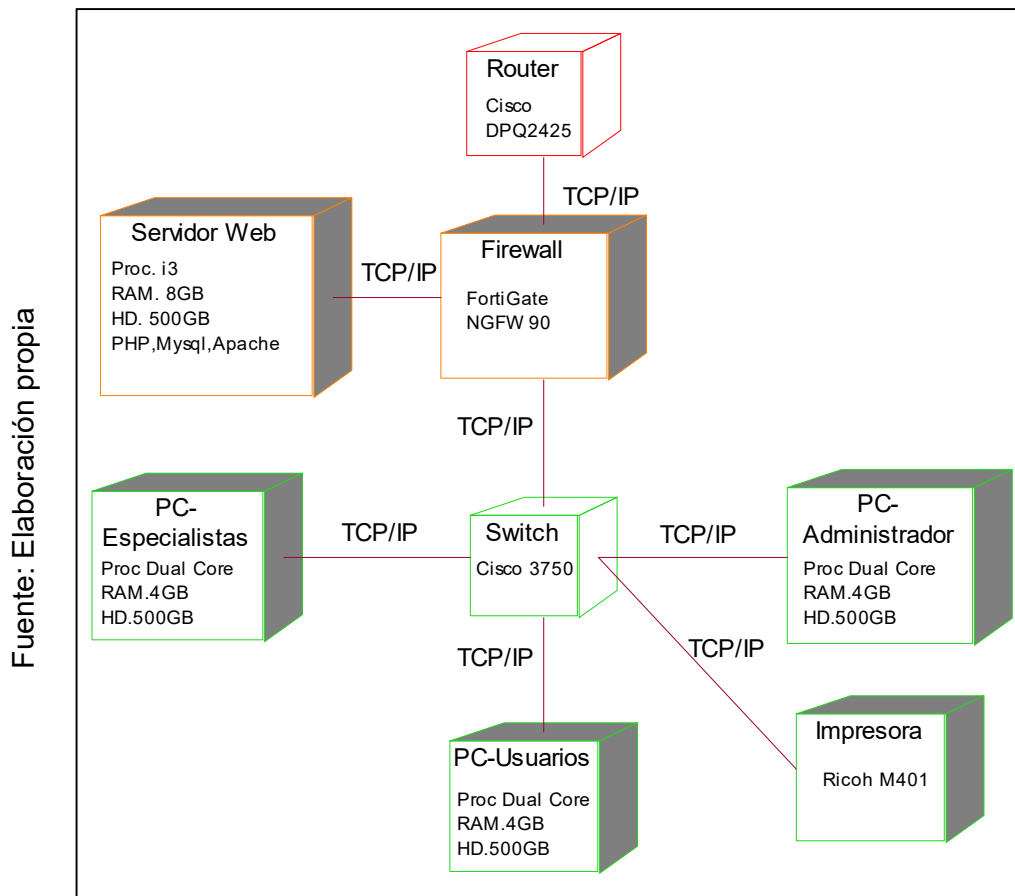 Router
Cisco
DPQ2425
TCP/IP
Servidor Web
Proc. i3
RAM. 8GB
HD. 500GB
PHP,Mysql,Apache
TCP/IP
Firewall
FortiGate
NGFW 90
TCP/IP
PC-
Especialistas
Proc Dual Core
RAM.4GB
HD.500GB
TCP/IP
Switch
Cisco 3750
TCP/IP
PC-
Administrador
Proc Dual Core
RAM.4GB
HD.500GB
TCP/IP
TCP/IP
PC-Usuarios
Proc Dual Core
RAM.4GB
HD.500GB
Impresora
Ricoh M401
Fuente: Elaboración propia